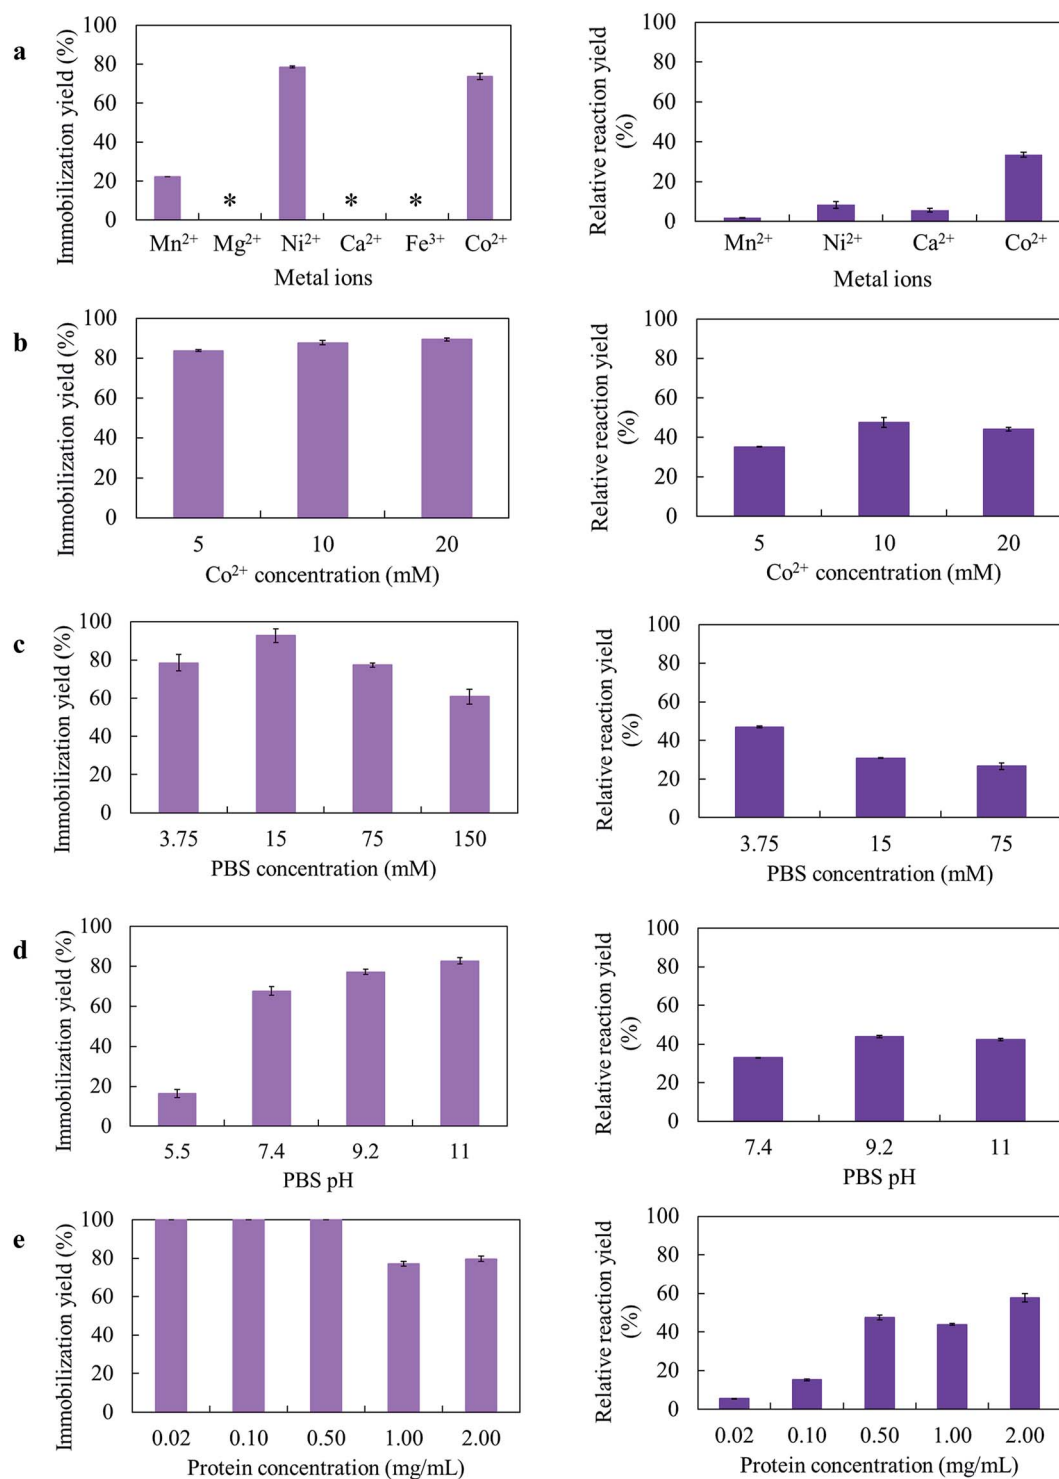 a
Immobilization yield (%)
100
80
60
40
20
0
* * *
Mn²⁺ Mg²⁺ Ni²⁺ Ca²⁺ Fe³⁺ Co²⁺
Metal ions
Relative reaction yield
(%)
100
80
60
40
20
0
Mn²⁺ Ni²⁺ Ca²⁺ Co²⁺
Metal ions
b
Immobilization yield (%)
100
80
60
40
20
0
5 10 20
Co²⁺ concentration (mM)
Relative reaction yield
(%)
100
80
60
40
20
0
5 10 20
Co²⁺ concentration (mM)
c
Immobilization yield (%)
100
80
60
40
20
0
3.75 15 75 150
PBS concentration (mM)
Relative reaction yield
(%)
100
80
60
40
20
0
3.75 15 75
PBS concentration (mM)
d
Immobilization yield (%)
100
80
60
40
20
0
5.5 7.4 9.2 11
PBS pH
Relative reaction yield
(%)
100
80
60
40
20
0
7.4 9.2 11
PBS pH
e
Immobilization yield (%)
100
80
60
40
20
0
0.02 0.10 0.50 1.00 2.00
Protein concentration (mg/mL)
Relative reaction yield
(%)
100
80
60
40
20
0
0.02 0.10 0.50 1.00 2.00
Protein concentration (mg/mL)